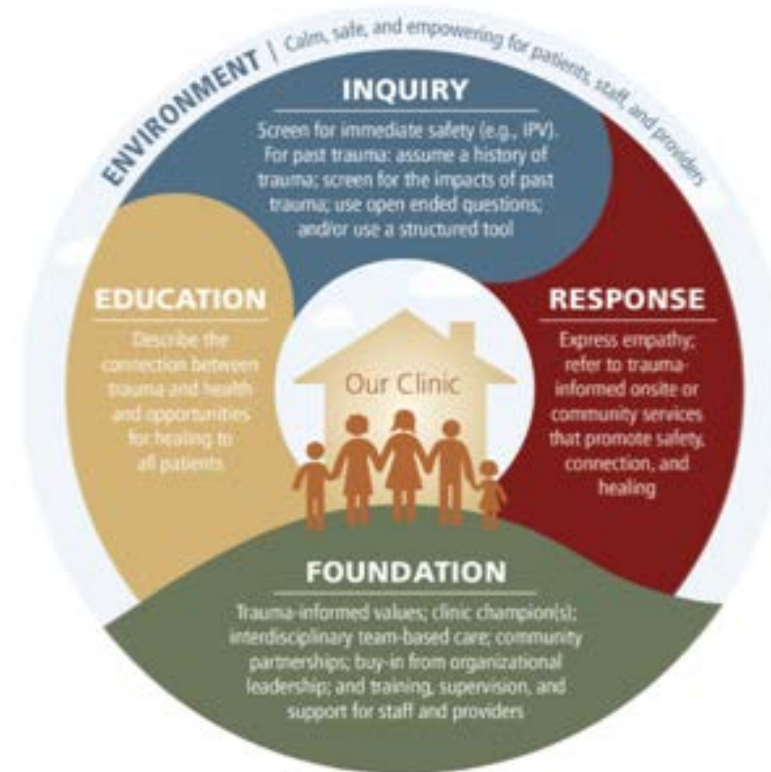 ENVIRONMENT | Calm, safe, and empowering for patients, staff, and providers
INQUIRY
Screen for immediate safety (e.g., IPV).
For past trauma: assume a history of
trauma; screen for the impacts of past
trauma; use open ended questions;
and/or use a structured tool
EDUCATION
Describe the
connection between
trauma and health
and opportunities
for healing to
all patients
RESPONSE
Express empathy;
refer to trauma-
informed onsite or
community services
that promote safety,
connection, and
healing
Our Clinic
FOUNDATION
Trauma-informed values; clinic champion(s);
interdisciplinary team-based care; community
partnerships; buy-in from organizational
leadership; and training, supervision, and
support for staff and providers